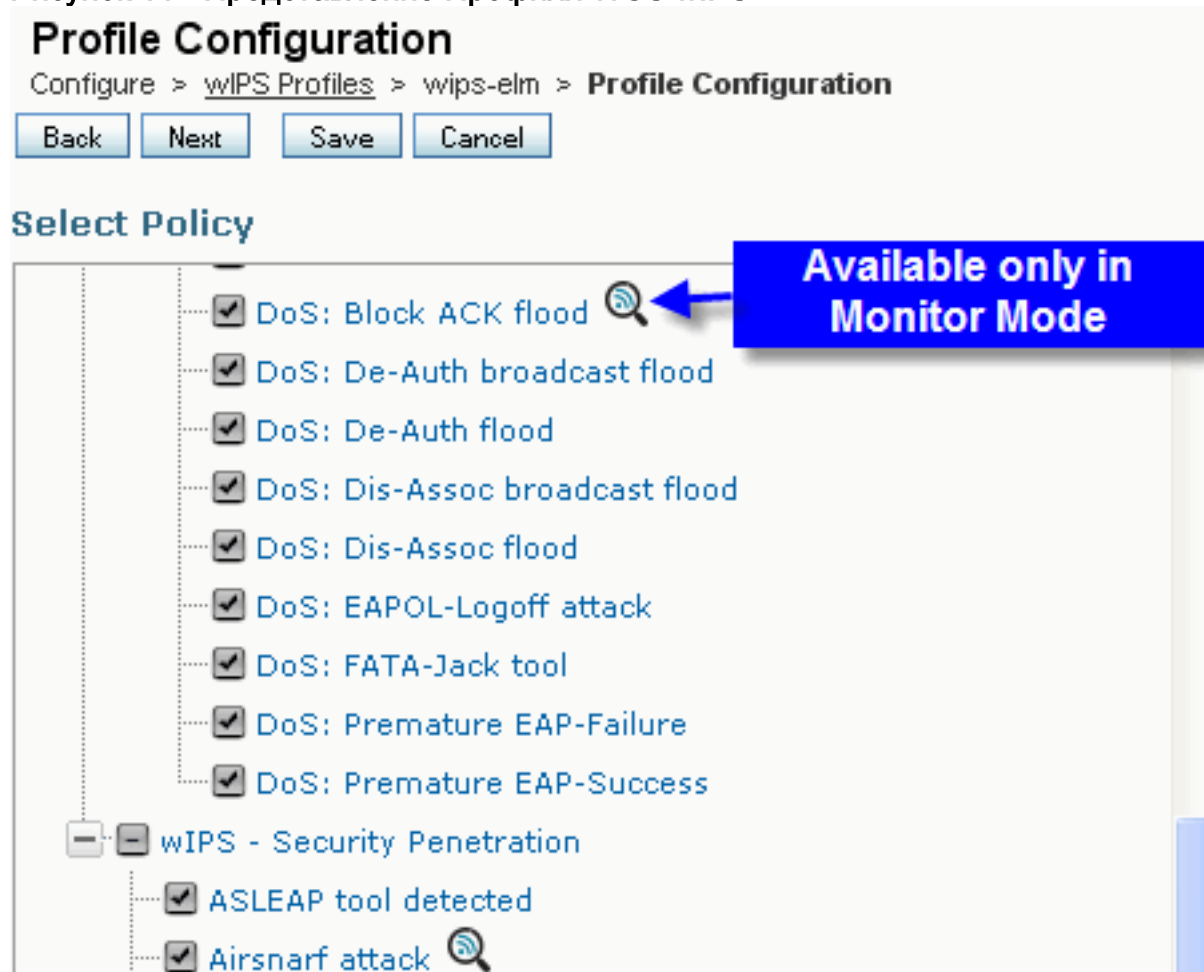 Profile Configuration
Configure > wIPS Profiles > wips-elm > Profile Configuration
Back Next Save Cancel
Select Policy
Available only in
Monitor Mode
DoS: Block ACK flood
DoS: De-Auth broadcast flood
DoS: De-Auth flood
DoS: Dis-Assoc broadcast flood
DoS: Dis-Assoc flood
DoS: EAPOL-Logoff attack
DoS: FATA-Jack tool
DoS: Premature EAP-Failure
DoS: Premature EAP-Success
wIPS - Security Penetration
ASLEAP tool detected
Airsnarf attack